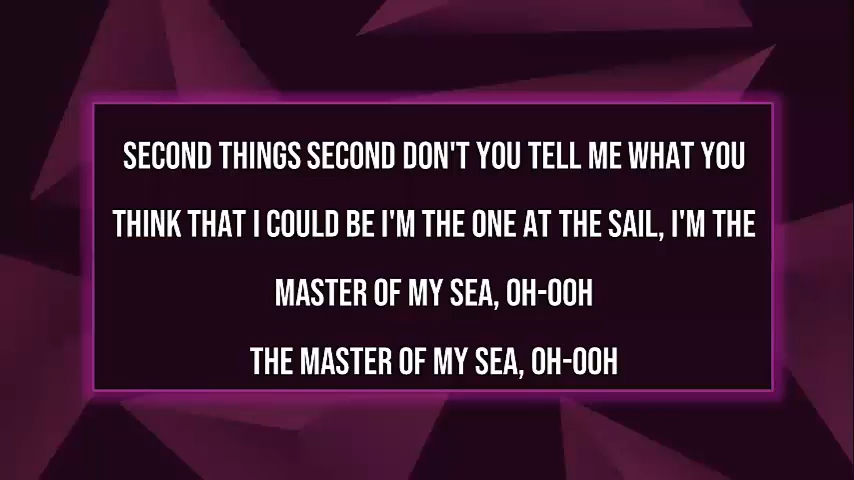 SECOND THINGS SECOND DON'T YOU TELL ME WHAT YOU
THINK THAT I COULD BE I'M THE ONE AT THE SAIL, I'M THE
MASTER OF MY SEA, OH-OOH
THE MASTER OF MY SEA, OH-OOH